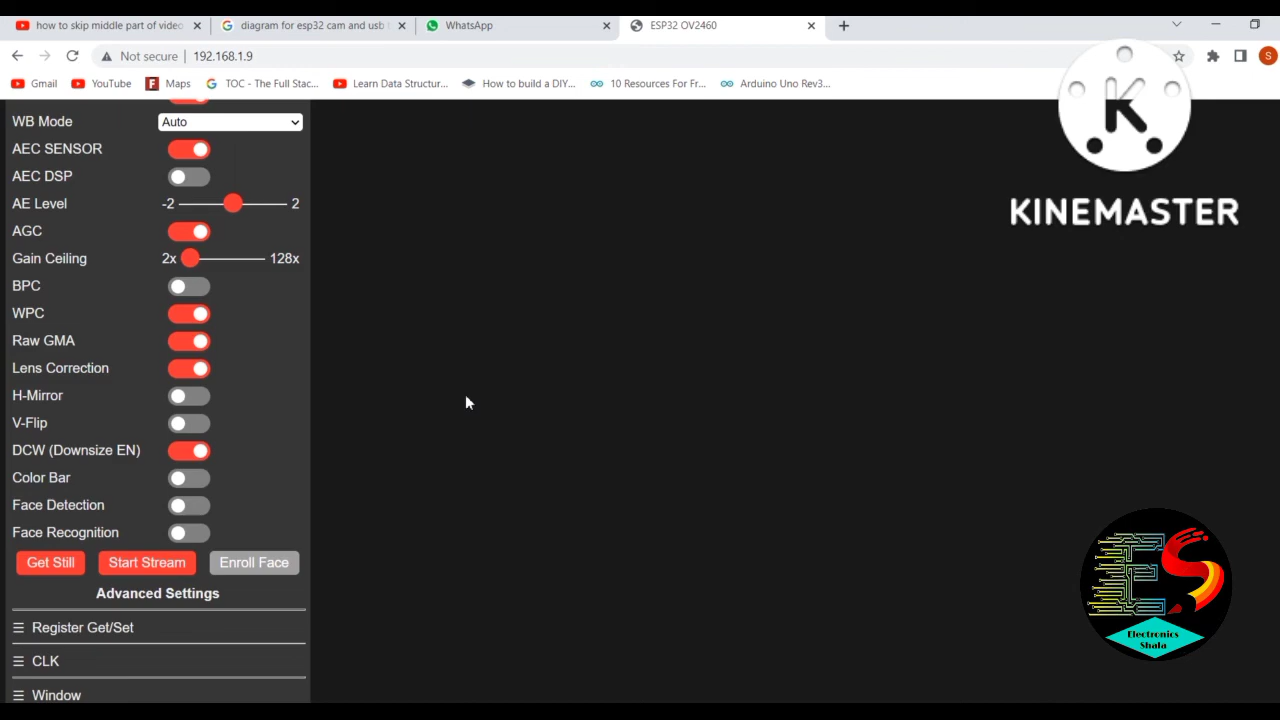 how to skip middle part of video
diagram for esp32 cam and usb
WhatsApp
ESP32 OV2460
Not secure
192.168.1.9
S
Gmail
YouTube
Maps
TOC - The Full Stac...
Learn Data Structur...
How to build a DIY...
10 Resources For Fr...
Arduino Uno Rev3...
K
KINEMASTER
WB Mode Auto
AEC SENSOR
AEC DSP
AE Level -2 2
AGC
Gain Ceiling 2x 128x
BPC
WPC
Raw GMA
Lens Correction
H-Mirror
V-Flip
DCW (Downsize EN)
Color Bar
Face Detection
Face Recognition
Get Still Start Stream Enroll Face
Advanced Settings
☰ Register Get/Set
☰ CLK
☰ Window
ES
Electronics
Shala